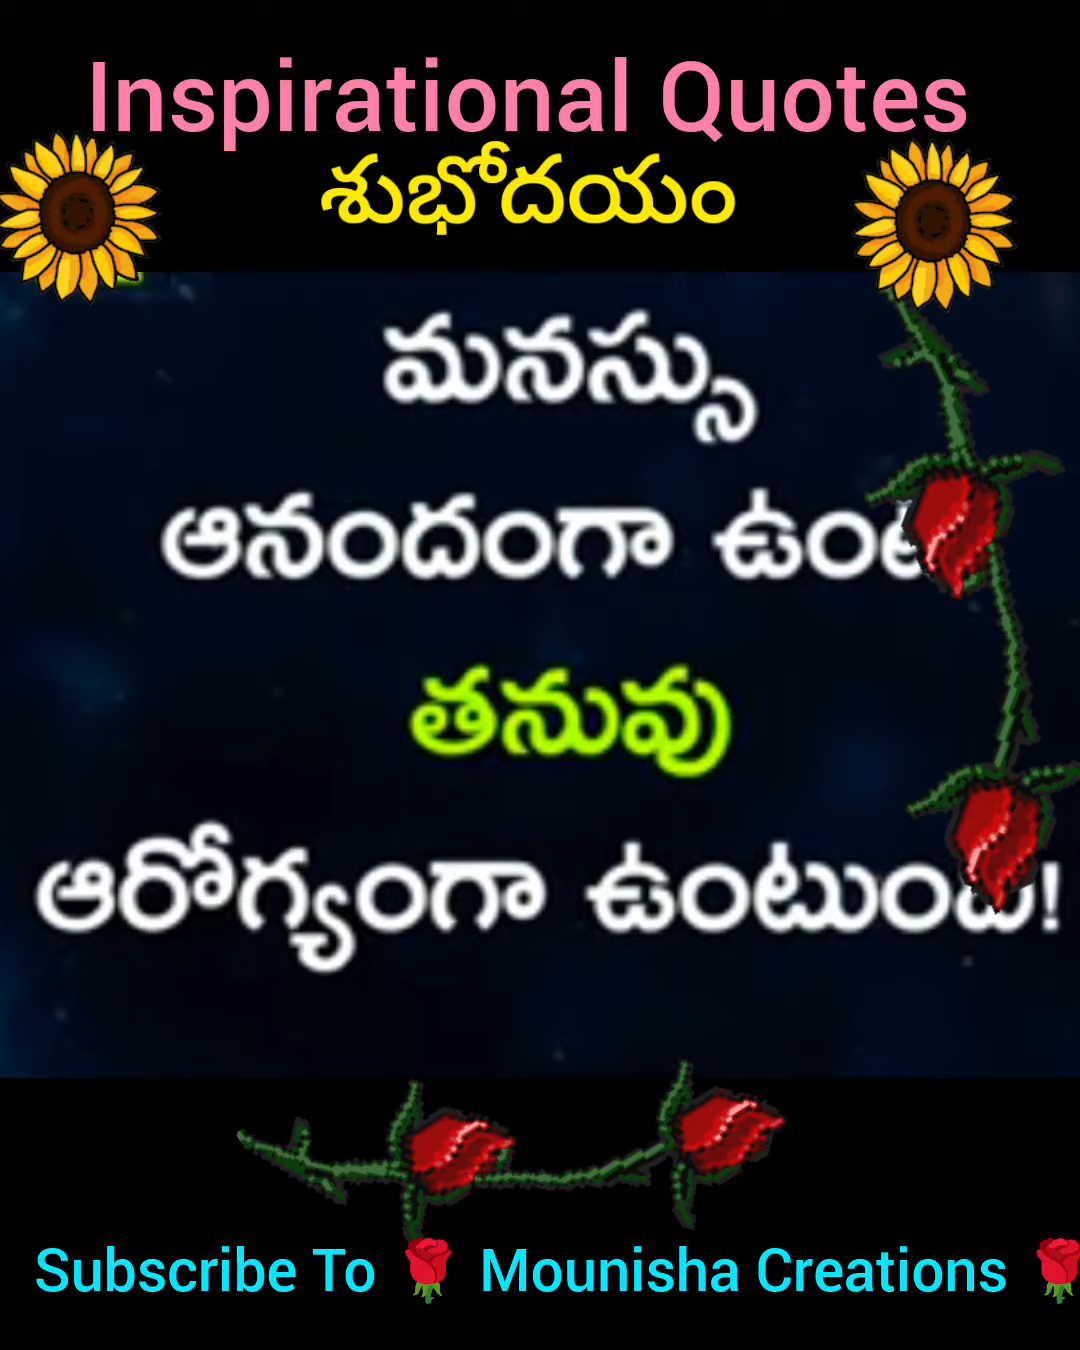 Inspirational Quotes
శుభోదయం
మనస్సు
ఆనందంగా
తనువు
ఆరోగ్యంగా ఉంటుంది!
Subscribe To 🌹 Mounisha Creations 🌹